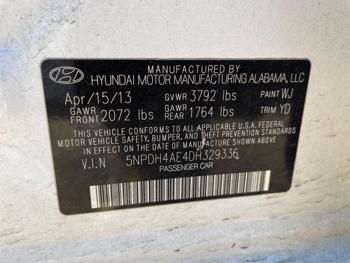 MANUFACTURED BY
HYUNDAI MOTOR MANUFACTURING ALABAMA, LLC
Apr/15/13 GVWR 3792 lbs PAINT WJ
GAWR FRONT 2072 lbs GAWR REAR 1764 lbs TRIM YD
THIS VEHICLE CONFORMS TO ALL APPLICABLE U.S.A. FEDERAL
MOTOR VEHICLE SAFETY, BUMPER, AND THEFT PREVENTION
STANDARDS IN EFFECT ON THE DATE OF MANUFACTURE SHOWN ABOVE.
V.I.N 5NPDH4AE4DH329336
PASSENGER CAR